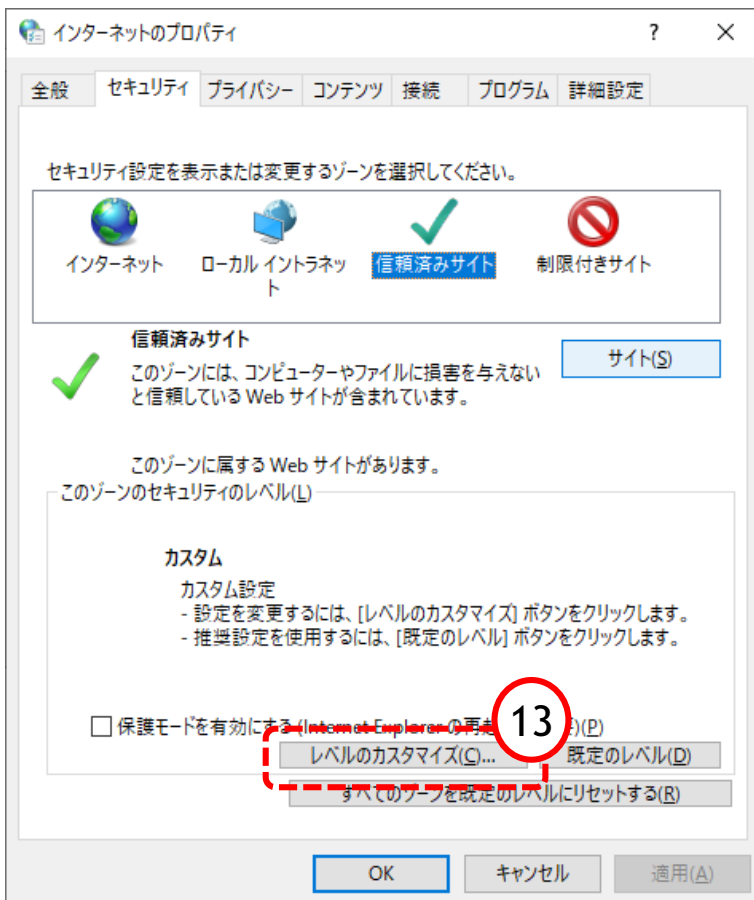 インターネットのプロパティ ? ×
全般 セキュリティ プライバシー コンテンツ 接続 プログラム 詳細設定
セキュリティ設定を表示または変更するゾーンを選択してください。
インターネット ローカル イントラネッ 信頼済みサイト 制限付きサイト
ト
信頼済みサイト
サイト(S)
このゾーンには、コンピューターやファイルに損害を与えない
と信頼している Web サイトが含まれています。
このゾーンに属する Web サイトがあります。
このゾーンのセキュリティのレベル(L)
カスタム
カスタム設定
- 設定を変更するには、[レベルのカスタマイズ] ボタンをクリックします。
- 推奨設定を使用するには、[既定のレベル] ボタンをクリックします。
13
保護モードを有効にする (Internet Explorer の再 )(P)
レベルのカスタマイズ(C)... 既定のレベル(D)
すべてのゾーンを既定のレベルにリセットする(R)
OK キャンセル 適用(A)